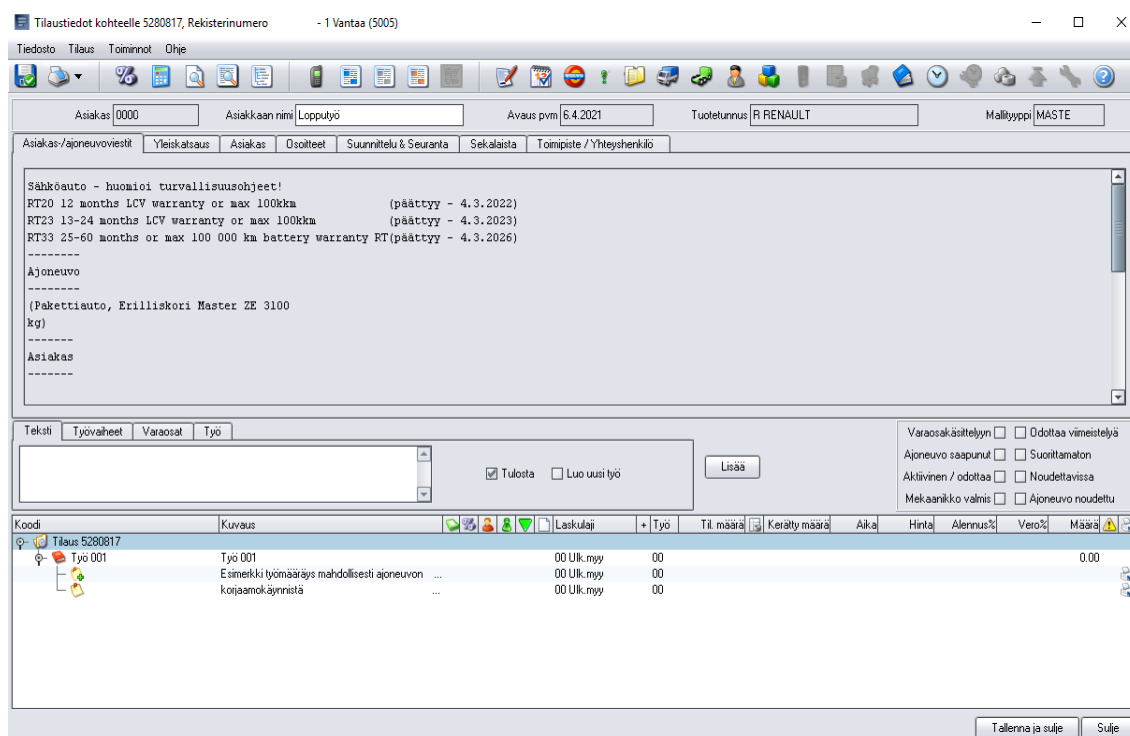 Tilaustiedot kohteelle 5280817, Rekisterinumero - 1 Vantaa (5005)
Tiedosto Tilaus Toiminnot Ohje
Asiakas 0000 Asiakkaan nimi Lopputyö Avaus pvm 6.4.2021 Tuotetunnus R RENAULT Mallityyppi MASTE
Asiakas-/ajoneuvoviestit Yleiskatsaus Asiakas Osoitteet Suunnittelu & Seuranta Sekalaista Toimipiste / Yhteyshenkilö
Sähköauto - huomioi turvallisuusohjeet!
RT20 12 months LCV warranty or max 100kkm (päättyy - 4.3.2022)
RT23 13-24 months LCV warranty or max 100kkm (päättyy - 4.3.2023)
RT33 25-60 months or max 100 000 km battery warranty RT(päättyy - 4.3.2026)
--------
Ajoneuvo
--------
(Pakettiauto, Erilliskori Master ZE 3100
kg)
-------
Asiakas
-------
Teksti Työvaiheet Varaosat Työ
Tulosta Luo uusi työ Lisää
Varaosakäsittelyyn Odottaa viimeistelyä
Ajoneuvo saapunut Suorittamaton
Aktiivinen / odottaa Noudettavissa
Mekaanikko valmis Ajoneuvo noudettu
Koodi Kuvaus Laskulaji + Työ Til. määrä Kerätty määrä Aika Hinta Alennus% Vero% Määrä
Tilaus 5280817
Työ 001 Työ 001 00 Ulk.myy 00 0.00
Esimerkki työmääräys mahdollisesti ajoneuvon ... 00 Ulk.myy 00
korjaamokäynnistä ... 00 Ulk.myy 00
Tallenna ja sulje Sulje